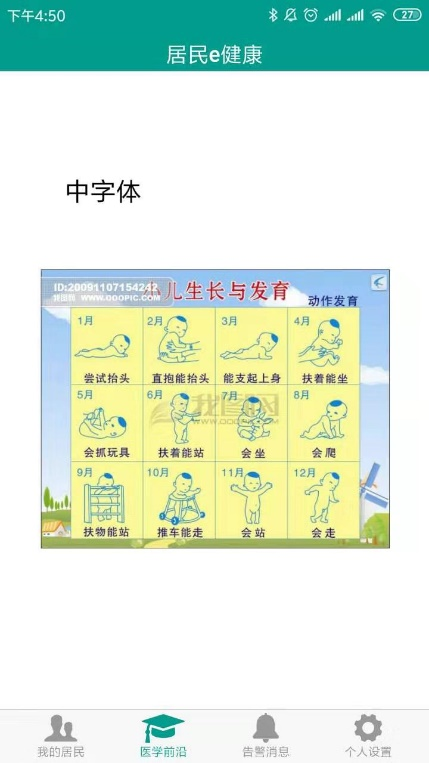 下午4:50
27
居民e健康
中字体
ID:20091107154242
我图网 WWW.OOOPIC.COM
小儿生长与发育
动作发育
1月 2月 3月 4月
尝试抬头 直抱能抬头 能支起上身 扶着能坐
5月 6月 7月 8月
我图网
WWW.OOOPIC.COM
会抓玩具 扶着能站 会坐 会爬
9月 10月 11月 12月
扶物能站 推车能走 会站 会走
我的居民 医学前沿 告警消息 个人设置